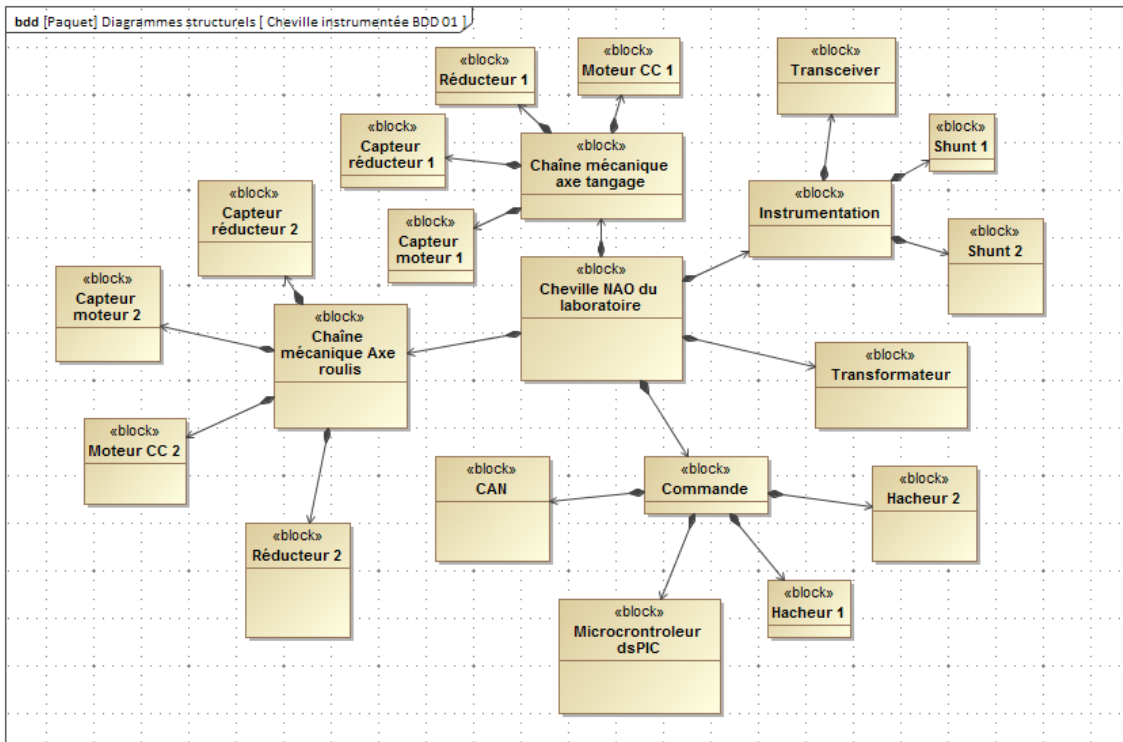 bdd [Paquet] Diagrammes structurels [ Cheville instrumentée BDD 01 ]
«block»
Réducteur 1
«block»
Moteur CC 1
«block»
Transceiver
«block»
Capteur
réducteur 1
«block»
Chaîne mécanique
axe tangage
«block»
Shunt 1
«block»
Capteur
réducteur 2
«block»
Capteur
moteur 1
«block»
Instrumentation
«block»
Shunt 2
«block»
Capteur
moteur 2
«block»
Chaîne
mécanique Axe
roulis
«block»
Cheville NAO du
laboratoire
«block»
Transformateur
«block»
Moteur CC 2
«block»
CAN
«block»
Commande
«block»
Hacheur 2
«block»
Réducteur 2
«block»
Microcrontroleur
dsPIC
«block»
Hacheur 1